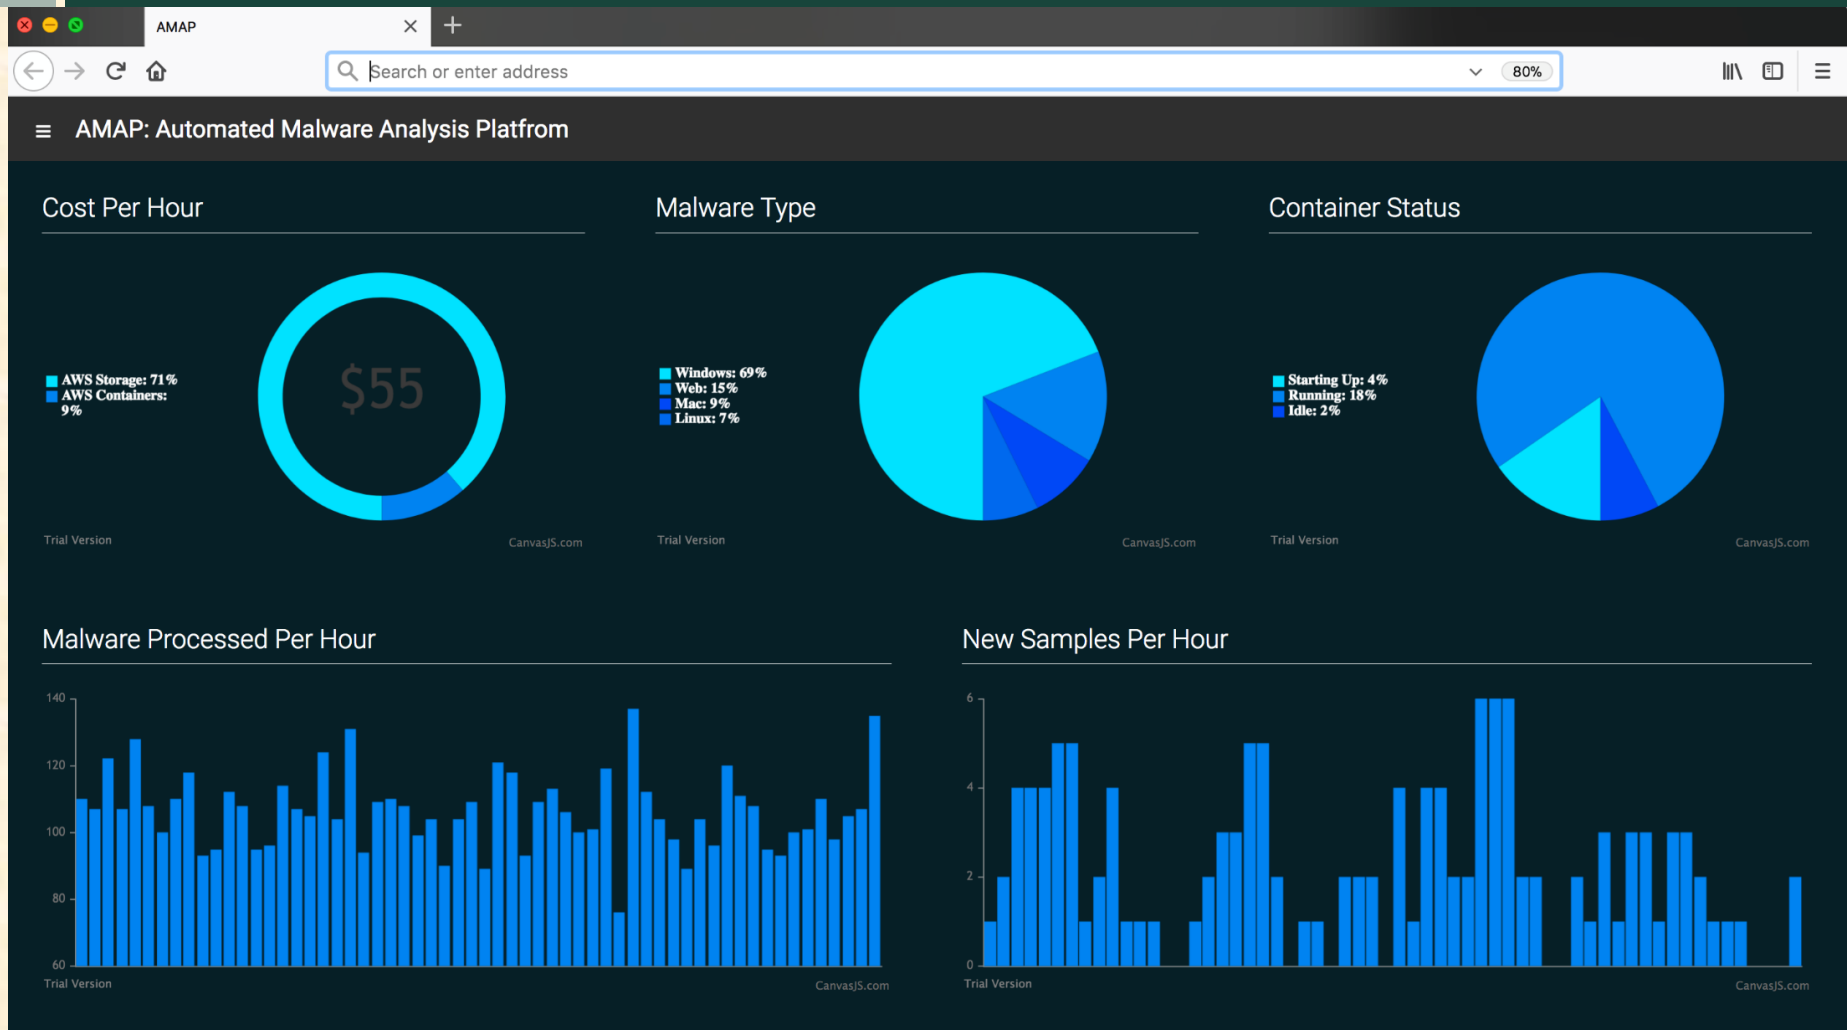 AMAP
Search or enter address
80%
AMAP: Automated Malware Analysis Platfrom
Cost Per Hour
AWS Storage: 71%
AWS Containers:
9%
$55
Trial Version
CanvasJS.com
Malware Type
Windows: 69%
Web: 15%
Mac: 9%
Linux: 7%
Trial Version
CanvasJS.com
Container Status
Starting Up: 4%
Running: 18%
Idle: 2%
Trial Version
CanvasJS.com
Malware Processed Per Hour
140
120
100
80
60
Trial Version
CanvasJS.com
New Samples Per Hour
6
4
2
0
Trial Version
CanvasJS.com